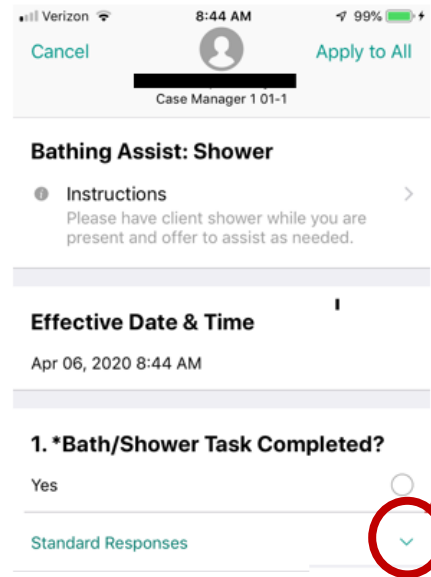 Verizon 8:44 AM 99%
Cancel Apply to All
Case Manager 1 01-1
Bathing Assist: Shower
Instructions
Please have client shower while you are
present and offer to assist as needed.
Effective Date & Time
Apr 06, 2020 8:44 AM
1. *Bath/Shower Task Completed?
Yes
Standard Responses